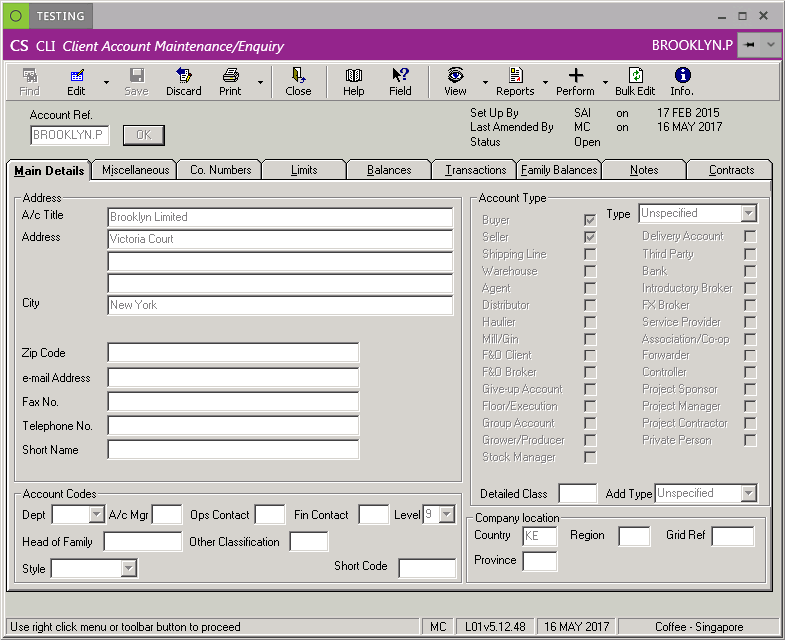 TESTING
CS CLI Client Account Maintenance/Enquiry BROOKLYN.P
Find Edit Save Discard Print Close Help Field View Reports Perform Bulk Edit Info.
Account Ref.
BROOKLYN.P OK
Set Up By SAI on 17 FEB 2015
Last Amended By MC on 16 MAY 2017
Status Open
Main Details Miscellaneous Co. Numbers Limits Balances Transactions Family Balances Notes Contracts
Address
A/c Title Brooklyn Limited
Address Victoria Court
City New York
Zip Code
e-mail Address
Fax No.
Telephone No.
Short Name
Account Type
Buyer Type Unspecified
Seller Delivery Account
Shipping Line Third Party
Warehouse Bank
Agent Introductory Broker
Distributor FX Broker
Haulier Service Provider
Mill/Gin Association/Co-op
F&O Client Forwarder
F&O Broker Controller
Give-up Account Project Sponsor
Floor/Execution Project Manager
Group Account Project Contractor
Grower/Producer Private Person
Stock Manager
Detailed Class Add Type Unspecified
Account Codes
Dept A/c Mgr Ops Contact Fin Contact Level 9
Head of Family Other Classification
Style Short Code
Company location
Country KE Region Grid Ref
Province
Use right click menu or toolbar button to proceed MC L01v5.12.48 16 MAY 2017 Coffee - Singapore